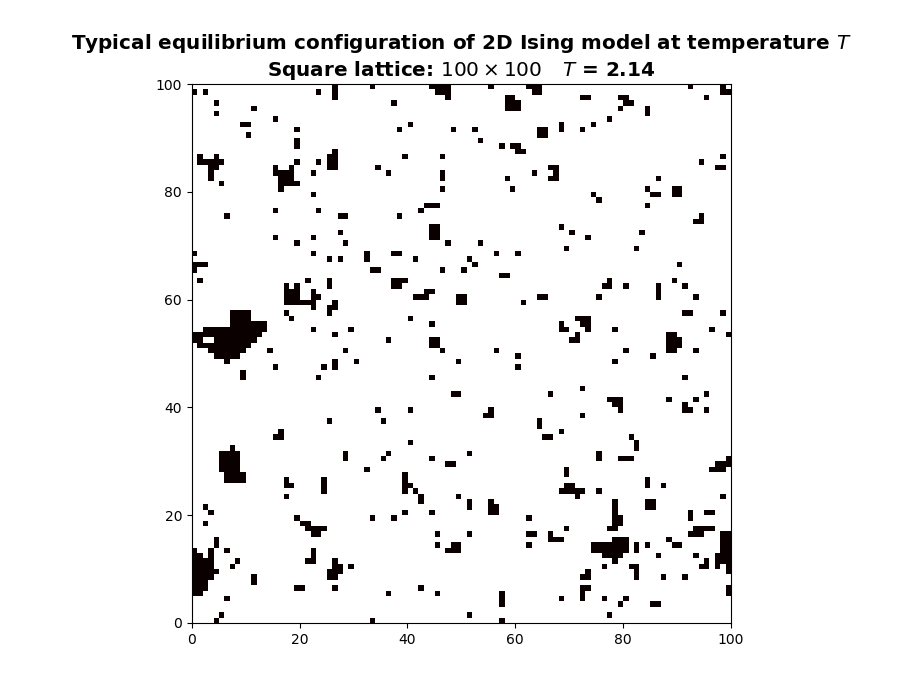 Typical equilibrium configuration of 2D Ising model at temperature T
Square lattice: 100 × 100 T = 2.14
100
80
60
40
20
0
0 20 40 60 80 100